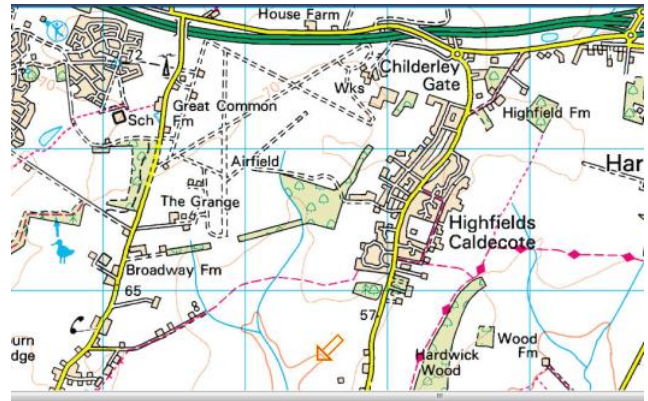 House Farm
Childerley
Gate
70
70
Wks
Great Common
Fm
Sch
Highfield Fm
Airfield
Har
The Grange
Highfields
Caldecote
Broadway Fm
65
57
urn
dge
Hardwick
Wood
Wood
Fm